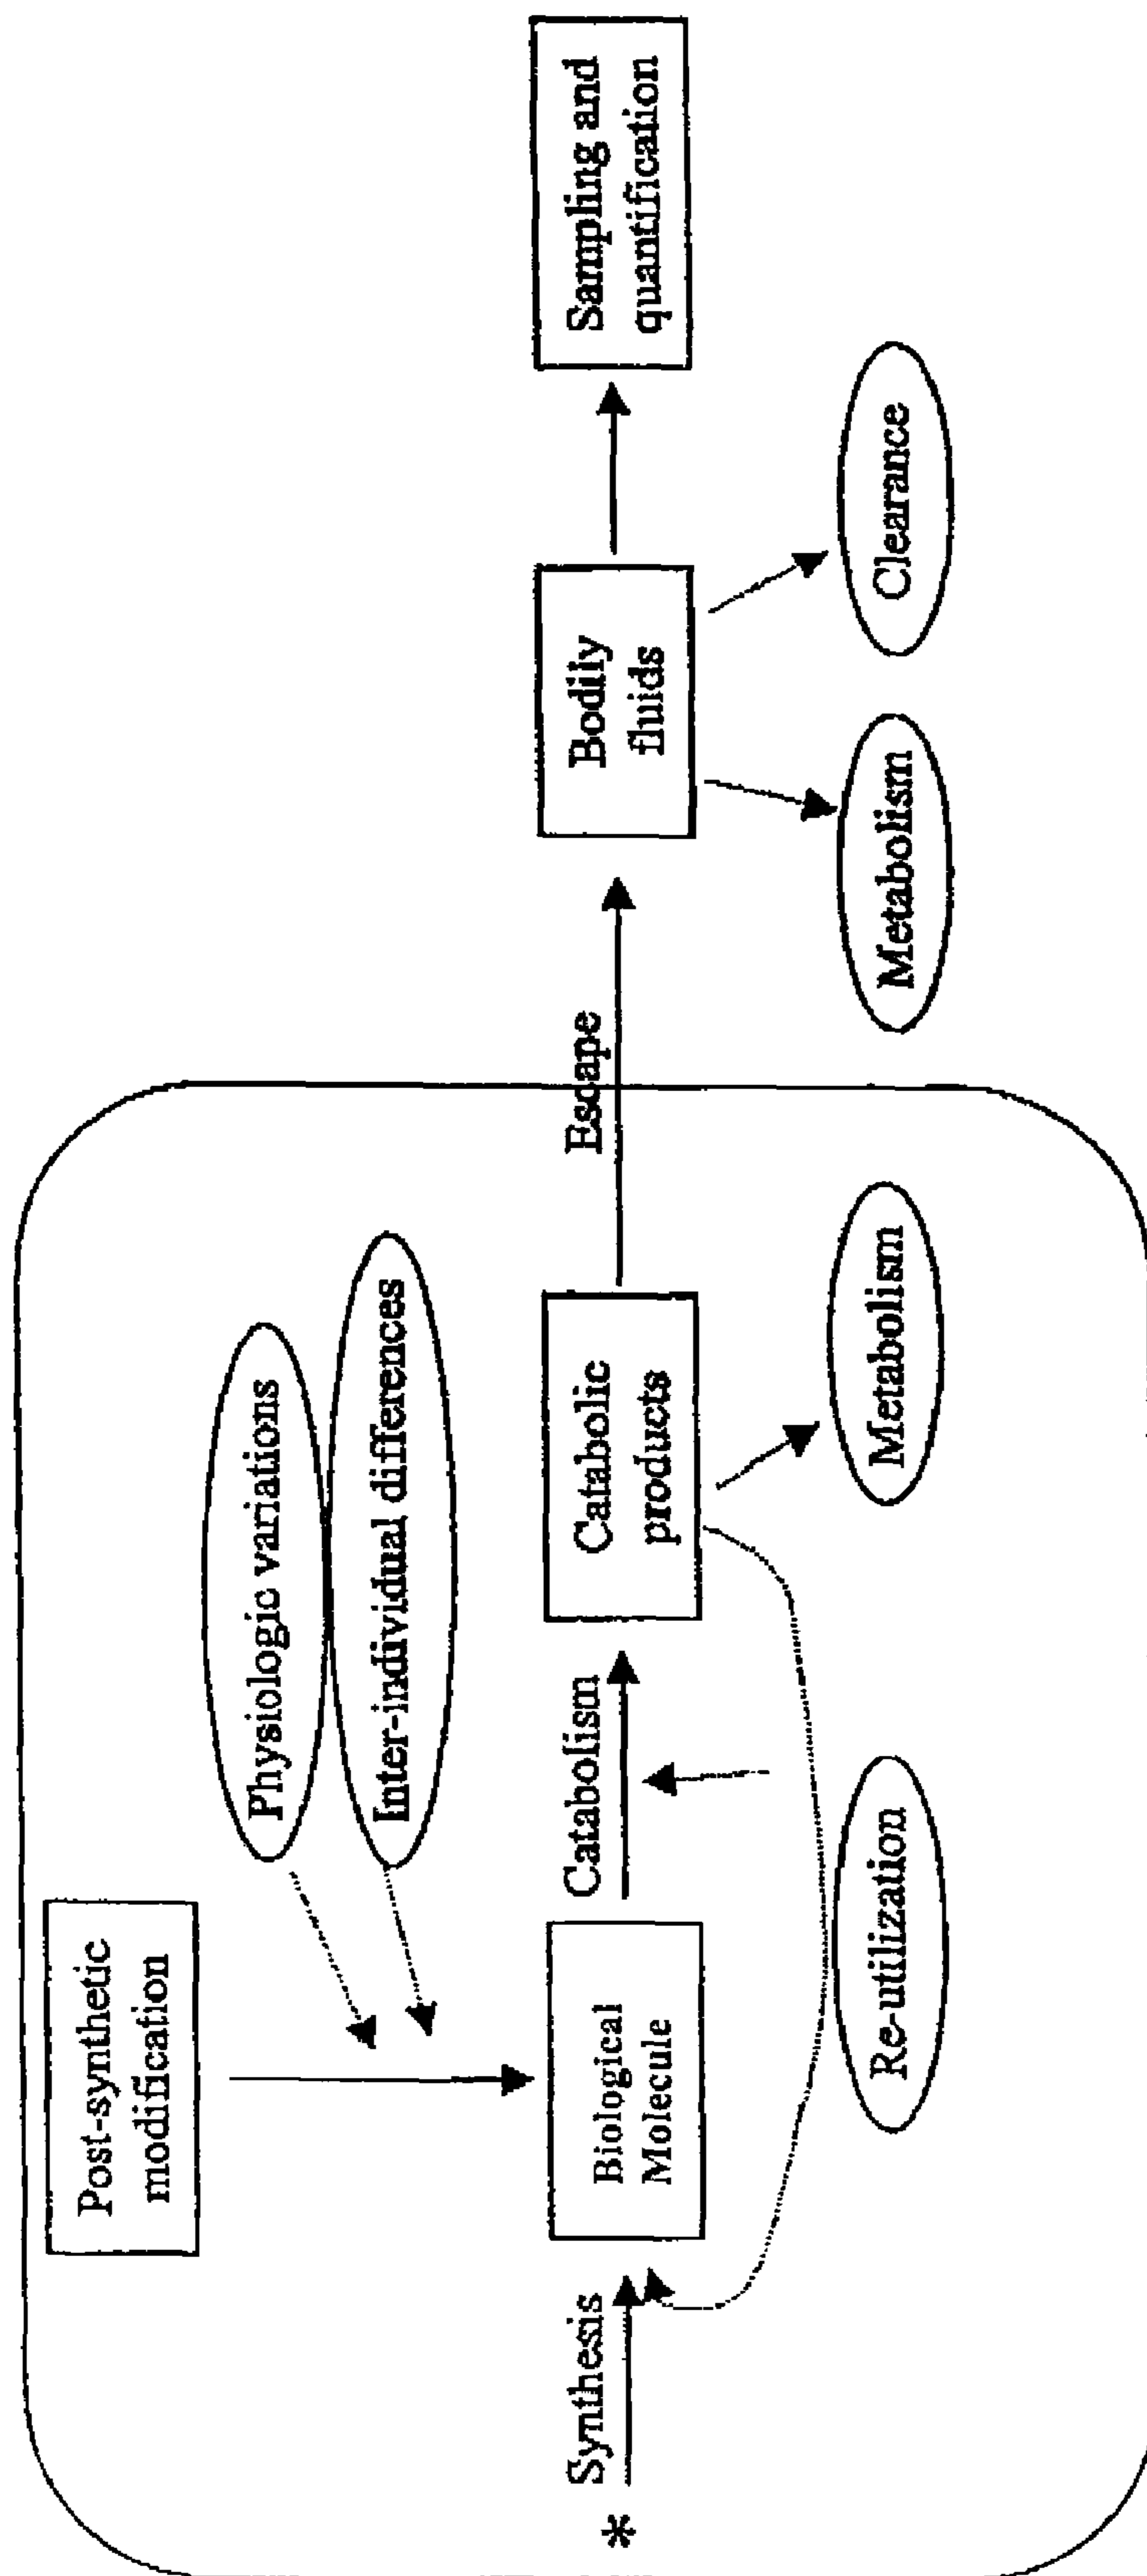 Post-synthetic
modification
Physiologic variations
Inter-individual differences
*
Synthesis
Biological
Molecule
Catabolism
Catabolic
products
Escape
Bodily
fluids
Sampling and
quantification
Re-utilization
Metabolism
Metabolism
Clearance